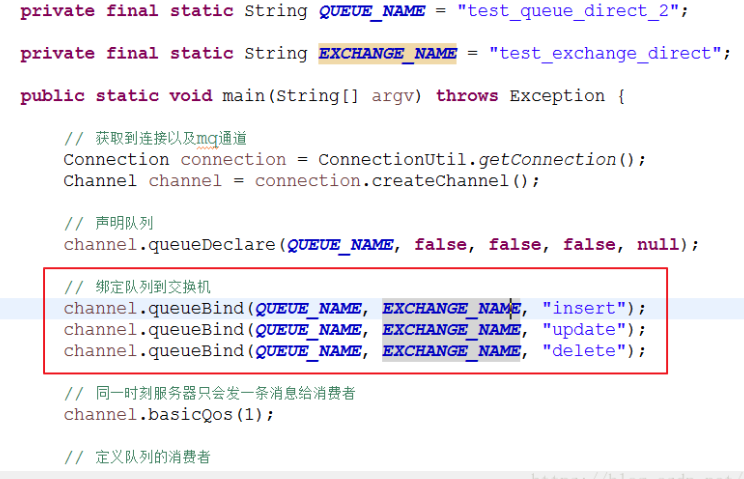 private final static String QUEUE_NAME = "test_queue_direct_2";
private final static String EXCHANGE_NAME = "test_exchange_direct";
public static void main(String[] argv) throws Exception {
// 获取到连接以及mq通道
Connection connection = ConnectionUtil.getConnection();
Channel channel = connection.createChannel();
// 声明队列
channel.queueDeclare(QUEUE_NAME, false, false, false, null);
// 绑定队列到交换机
channel.queueBind(QUEUE_NAME, EXCHANGE_NAME, "insert");
channel.queueBind(QUEUE_NAME, EXCHANGE_NAME, "update");
channel.queueBind(QUEUE_NAME, EXCHANGE_NAME, "delete");
// 同一时刻服务器只会发一条消息给消费者
channel.basicQos(1);
// 定义队列的消费者